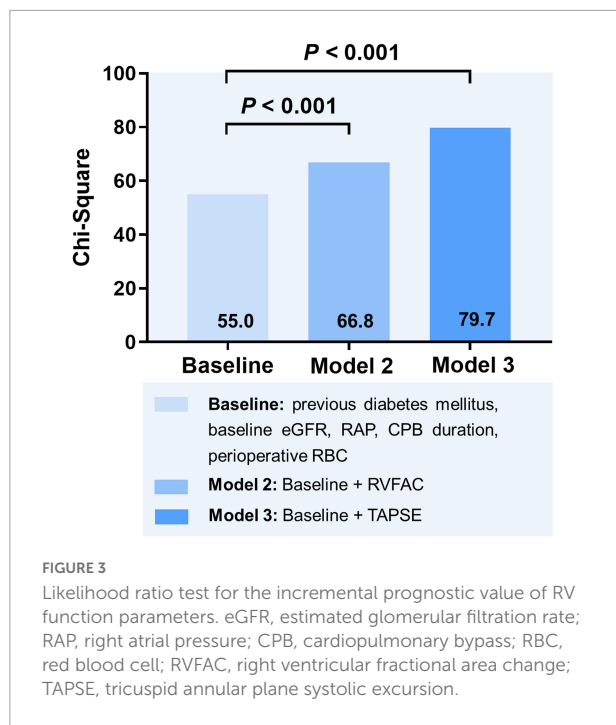 P < 0.001
P < 0.001
100
80
60
40
20
0
Chi-Square
55.0
66.8
79.7
Baseline
Model 2
Model 3
Baseline: previous diabetes mellitus,
baseline eGFR, RAP, CPB duration,
perioperative RBC
Model 2: Baseline + RVFAC
Model 3: Baseline + TAPSE
FIGURE 3
Likelihood ratio test for the incremental prognostic value of RV
function parameters. eGFR, estimated glomerular filtration rate;
RAP, right atrial pressure; CPB, cardiopulmonary bypass; RBC,
red blood cell; RVFAC, right ventricular fractional area change;
TAPSE, tricuspid annular plane systolic excursion.